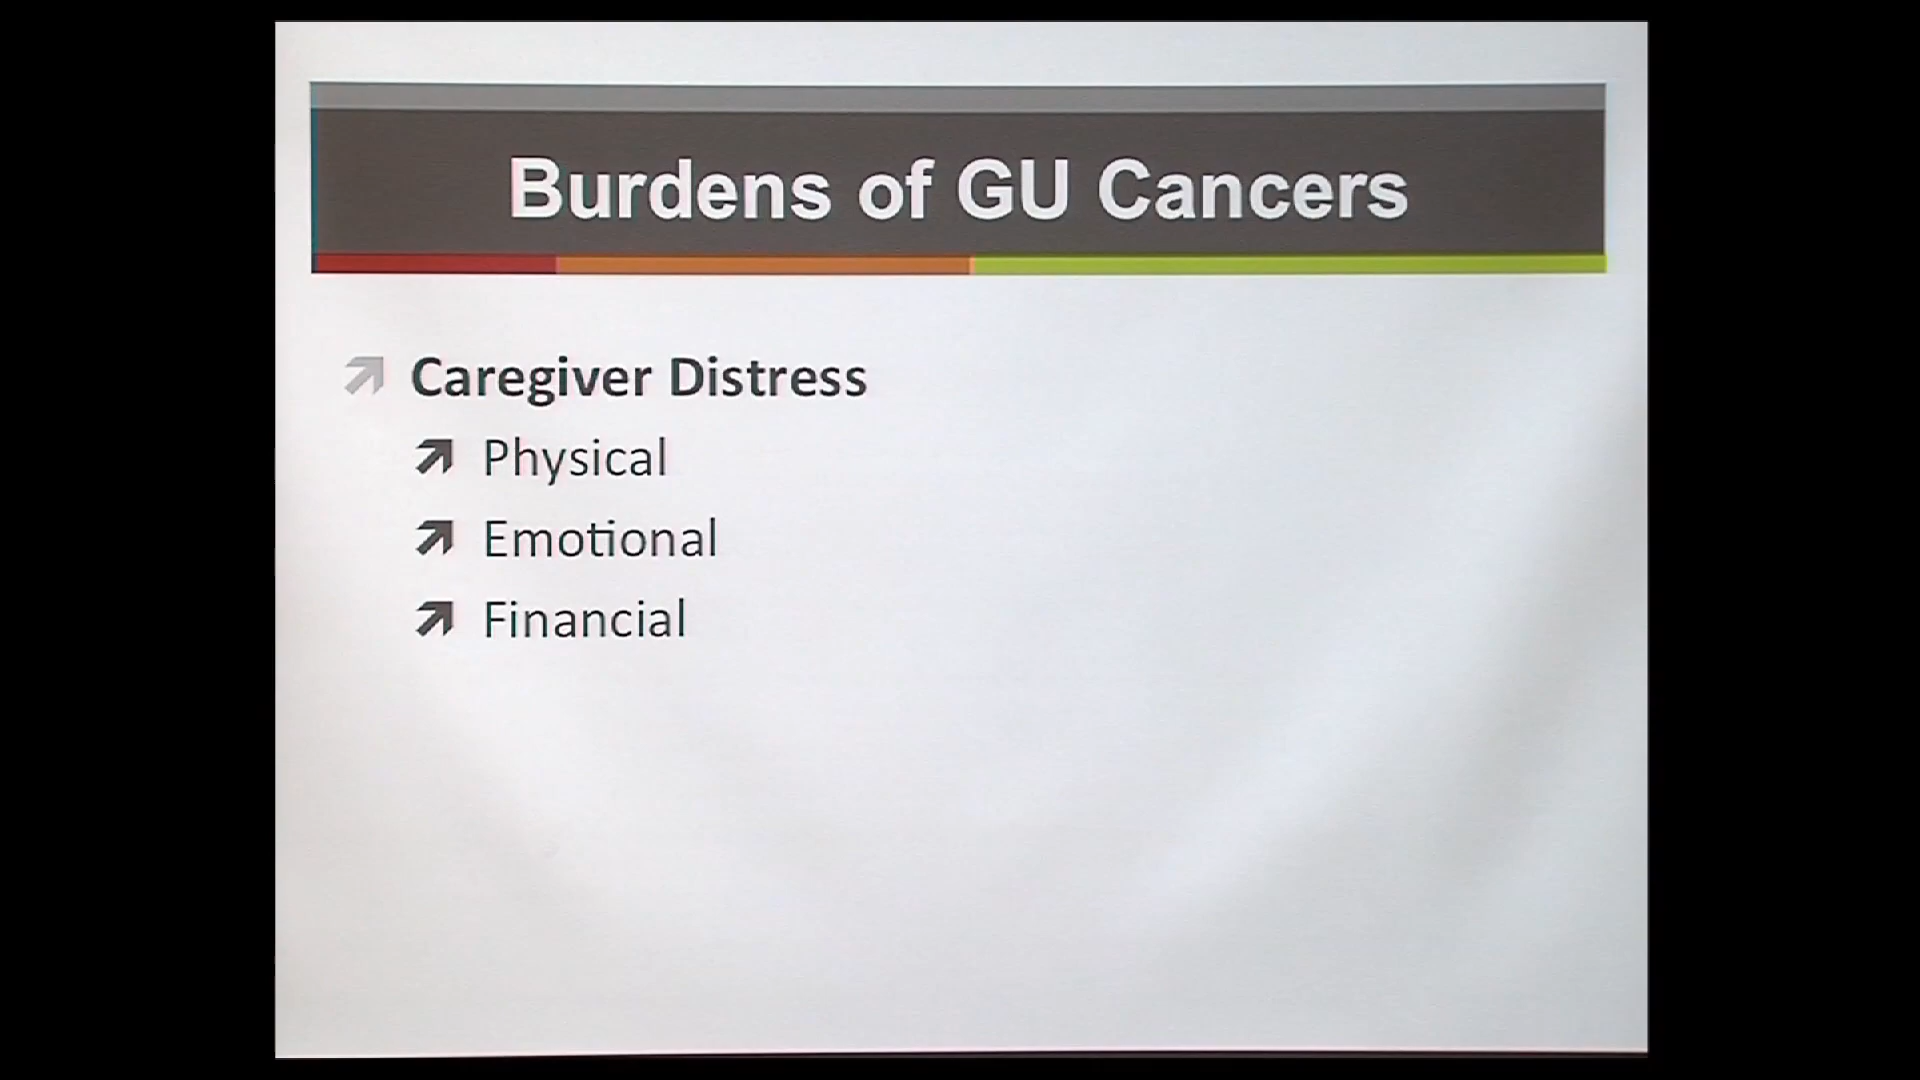 Burdens of GU Cancers
Caregiver Distress
Physical
Emotional
Financial